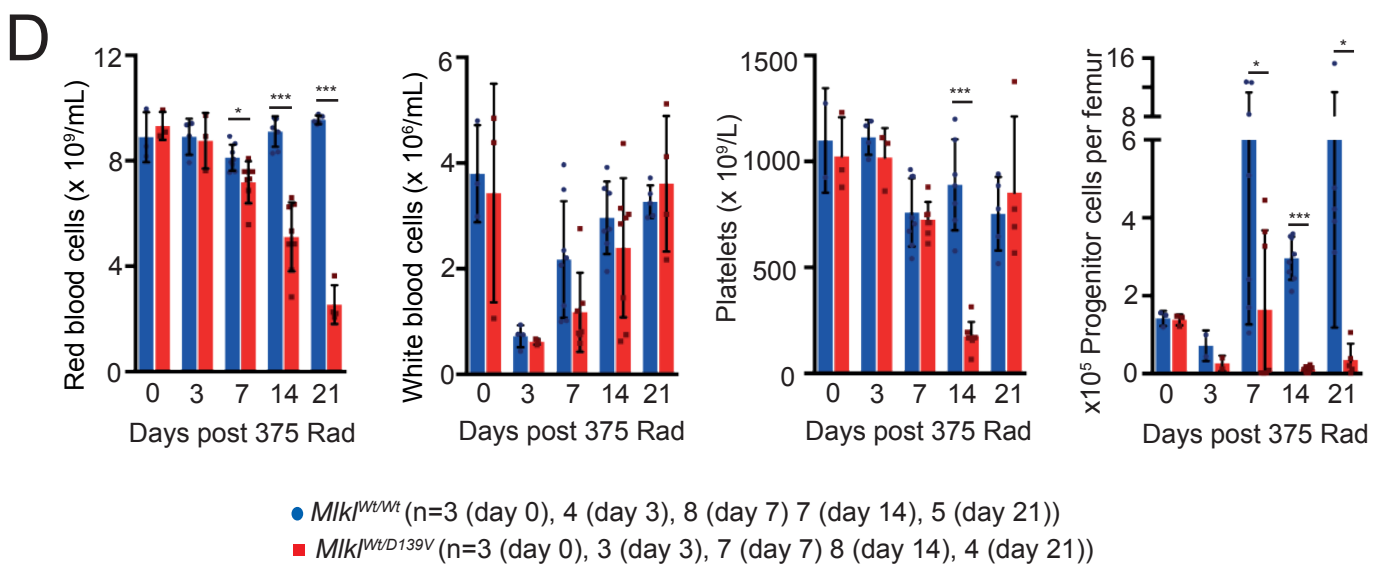 D
Red blood cells (x 10⁹/mL)
12
8
4
0
* *** ***
0 3 7 14 21
Days post 375 Rad
White blood cells (x 10⁶/mL)
6
4
2
0
0 3 7 14 21
Days post 375 Rad
Platelets (x 10⁹/L)
1500
1000
500
0
***
0 3 7 14 21
Days post 375 Rad
x10⁵ Progenitor cells per femur
16
8
6
4
2
0
* *** *
0 3 7 14 21
Days post 375 Rad
Mlkl^Wt/Wt (n=3 (day 0), 4 (day 3), 8 (day 7) 7 (day 14), 5 (day 21))
Mlkl^Wt/D139V (n=3 (day 0), 3 (day 3), 7 (day 7) 8 (day 14), 4 (day 21))